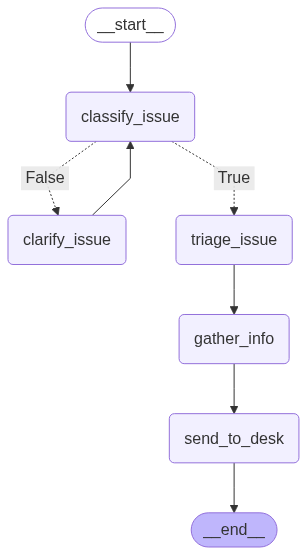 __start__
classify_issue
False
True
clarify_issue
triage_issue
gather_info
send_to_desk
__end__